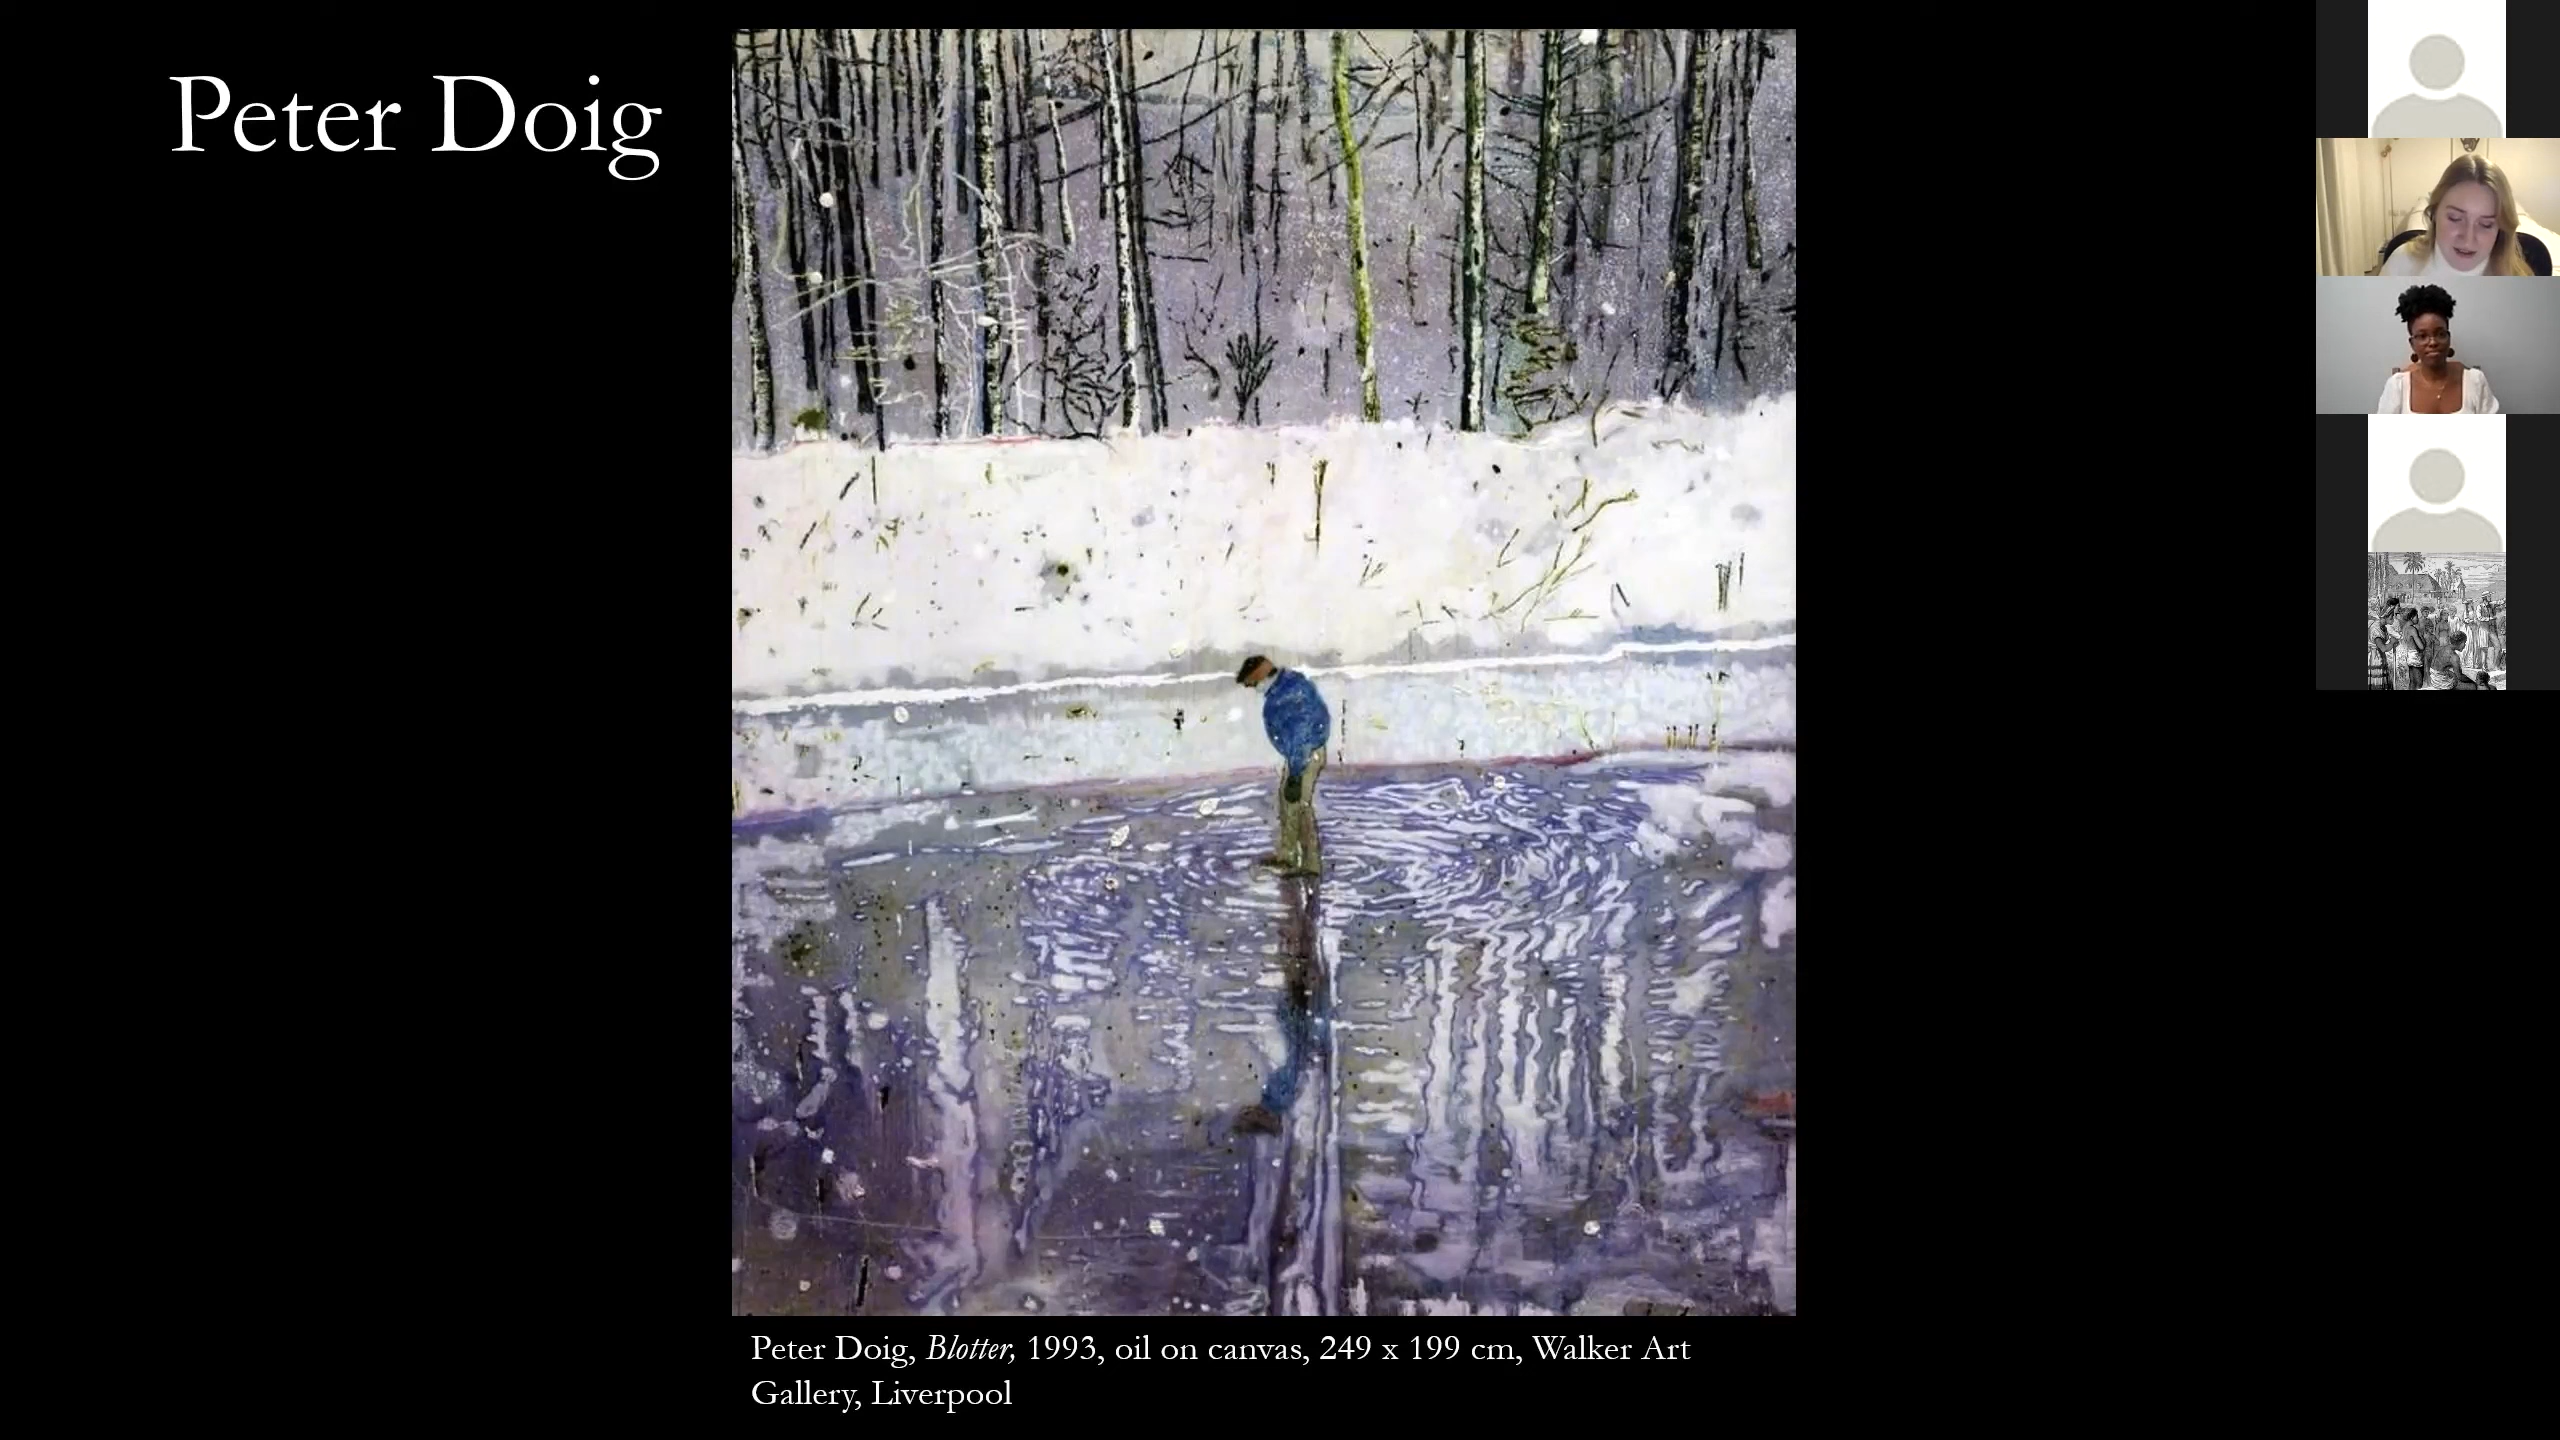 Peter Doig
Peter Doig, Blotter, 1993, oil on canvas, 249 x 199 cm, Walker Art
Gallery, Liverpool